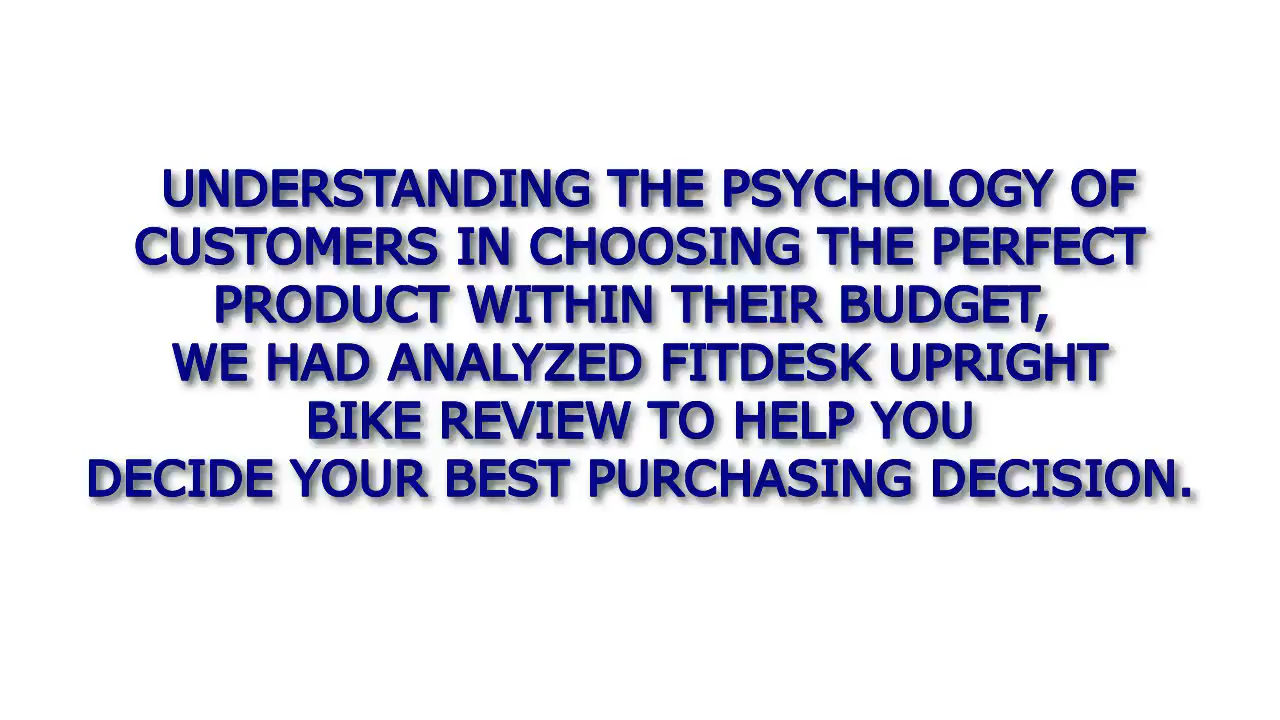 UNDERSTANDING THE PSYCHOLOGY OF
CUSTOMERS IN CHOOSING THE PERFECT
PRODUCT WITHIN THEIR BUDGET,
WE HAD ANALYZED FITDESK UPRIGHT
BIKE REVIEW TO HELP YOU
DECIDE YOUR BEST PURCHASING DECISION.